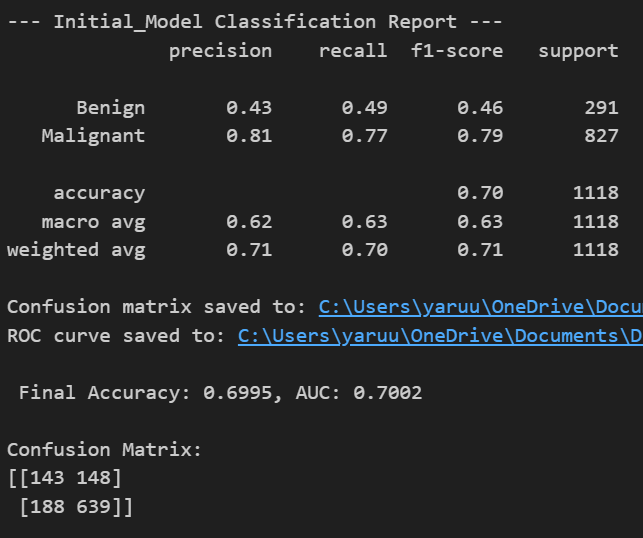 --- Initial_Model Classification Report ---
precision recall f1-score support
Benign 0.43 0.49 0.46 291
Malignant 0.81 0.77 0.79 827
accuracy 0.70 1118
macro avg 0.62 0.63 0.63 1118
weighted avg 0.71 0.70 0.71 1118
Confusion matrix saved to: C:\Users\yaruu\OneDrive\Docu
ROC curve saved to: C:\Users\yaruu\OneDrive\Documents\D
Final Accuracy: 0.6995, AUC: 0.7002
Confusion Matrix:
[[143 148]
[188 639]]